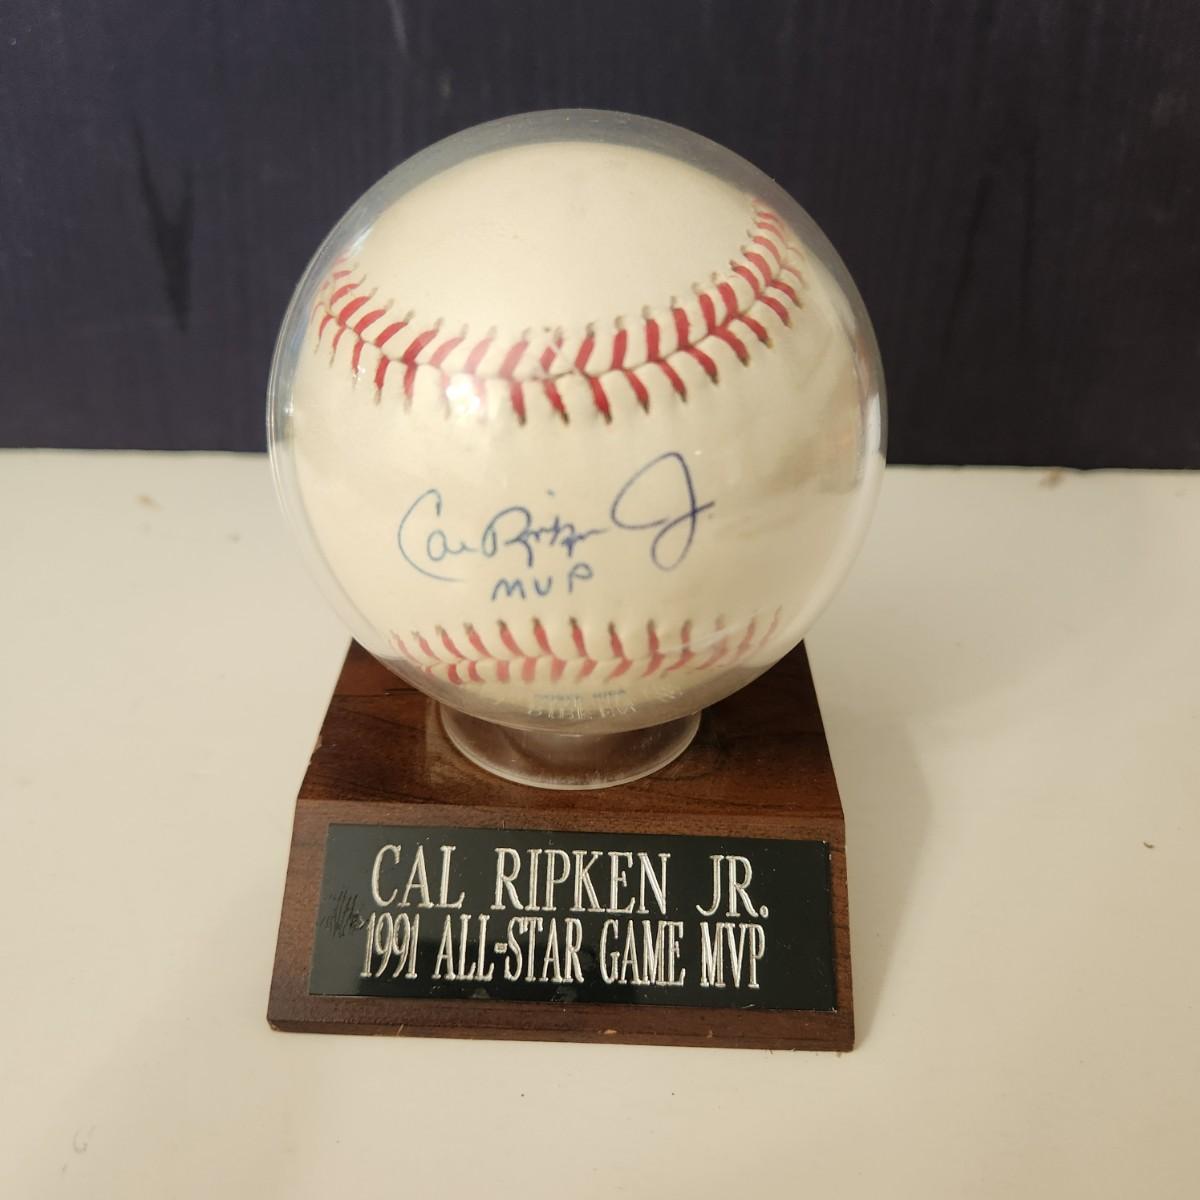 Cal Ripken Jr.
MVP
CAL RIPKEN JR.
1991 ALL-STAR GAME MVP